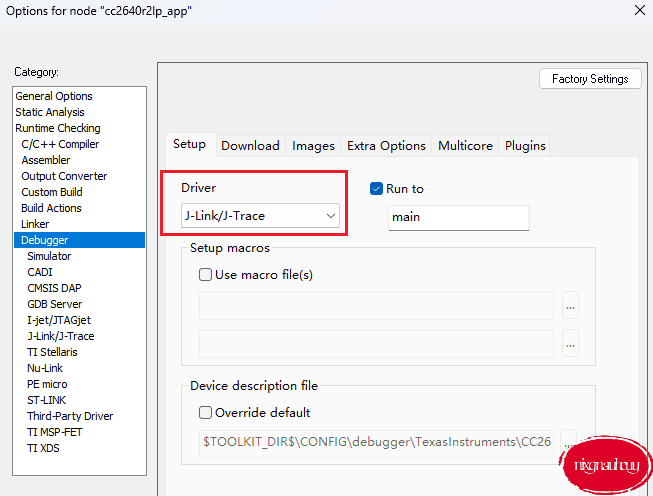 Options for node "cc2640r2lp_app"
Category:
Factory Settings
General Options
Static Analysis
Runtime Checking
C/C++ Compiler
Assembler
Output Converter
Custom Build
Build Actions
Linker
Debugger
Simulator
CADI
CMSIS DAP
GDB Server
I-jet/JTAGjet
J-Link/J-Trace
TI Stellaris
Nu-Link
PE micro
ST-LINK
Third-Party Driver
TI MSP-FET
TI XDS
Setup Download Images Extra Options Multicore Plugins
Driver
J-Link/J-Trace
Run to
main
Setup macros
Use macro file(s)
...
...
Device description file
Override default
$TOOLKIT_DIR$\CONFIG\debugger\TexasInstruments\CC26
...